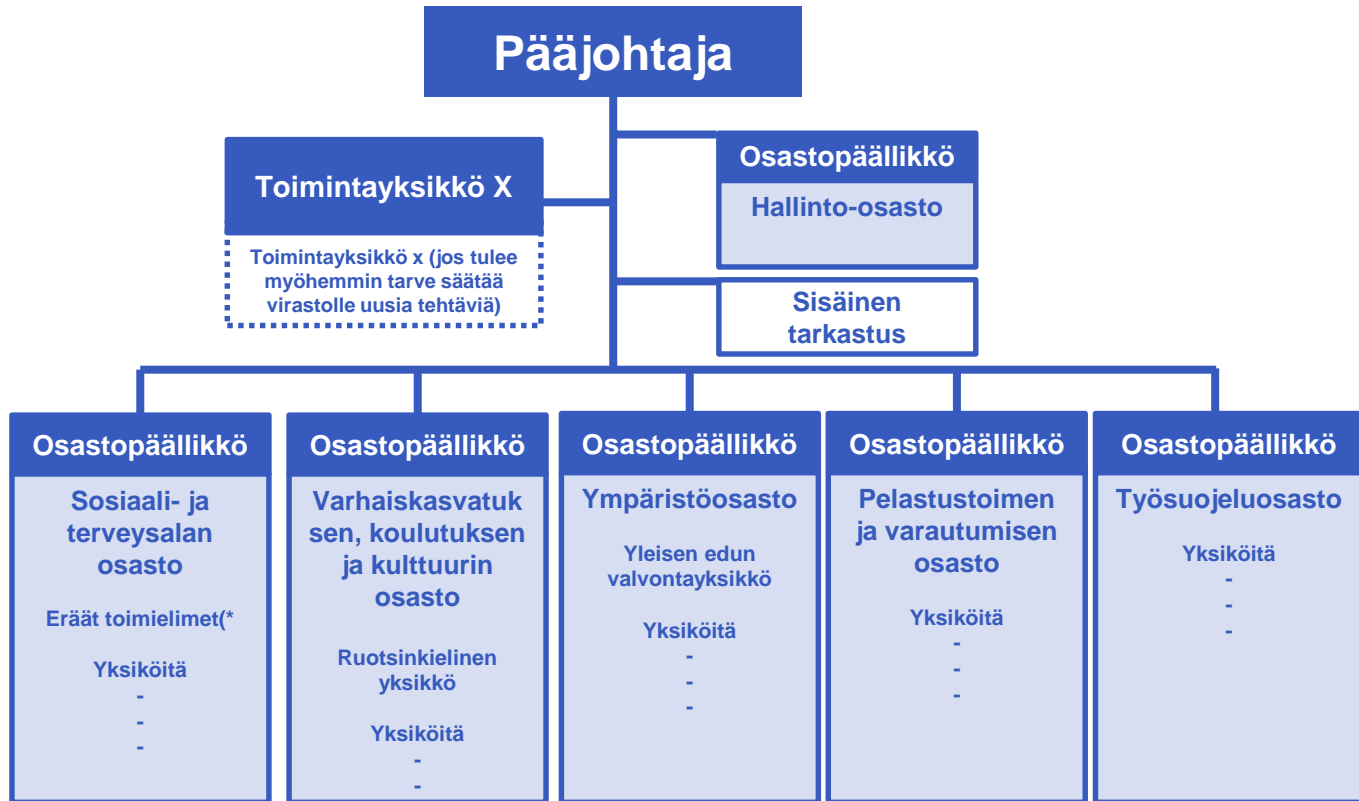 Pääjohtaja
Toimintayksikkö X
Toimintayksikkö x (jos tulee
myöhemmin tarve säätää
virastolle uusia tehtäviä)
Osastopäällikkö
Hallinto-osasto
Sisäinen
tarkastus
Osastopäällikkö
Sosiaali- ja
terveysalan
osasto
Eräät toimielimet(*
Yksiköitä
-
-
-
Osastopäällikkö
Varhaiskasvatuk
sen, koulutuksen
ja kulttuurin
osasto
Ruotsinkielinen
yksikkö
Yksiköitä
-
-
Osastopäällikkö
Ympäristöosasto
Yleisen edun
valvontayksikkö
Yksiköitä
-
-
-
Osastopäällikkö
Pelastustoimen
ja varautumisen
osasto
Yksiköitä
-
-
-
Osastopäällikkö
Työsuojeluosasto
Yksiköitä
-
-
-